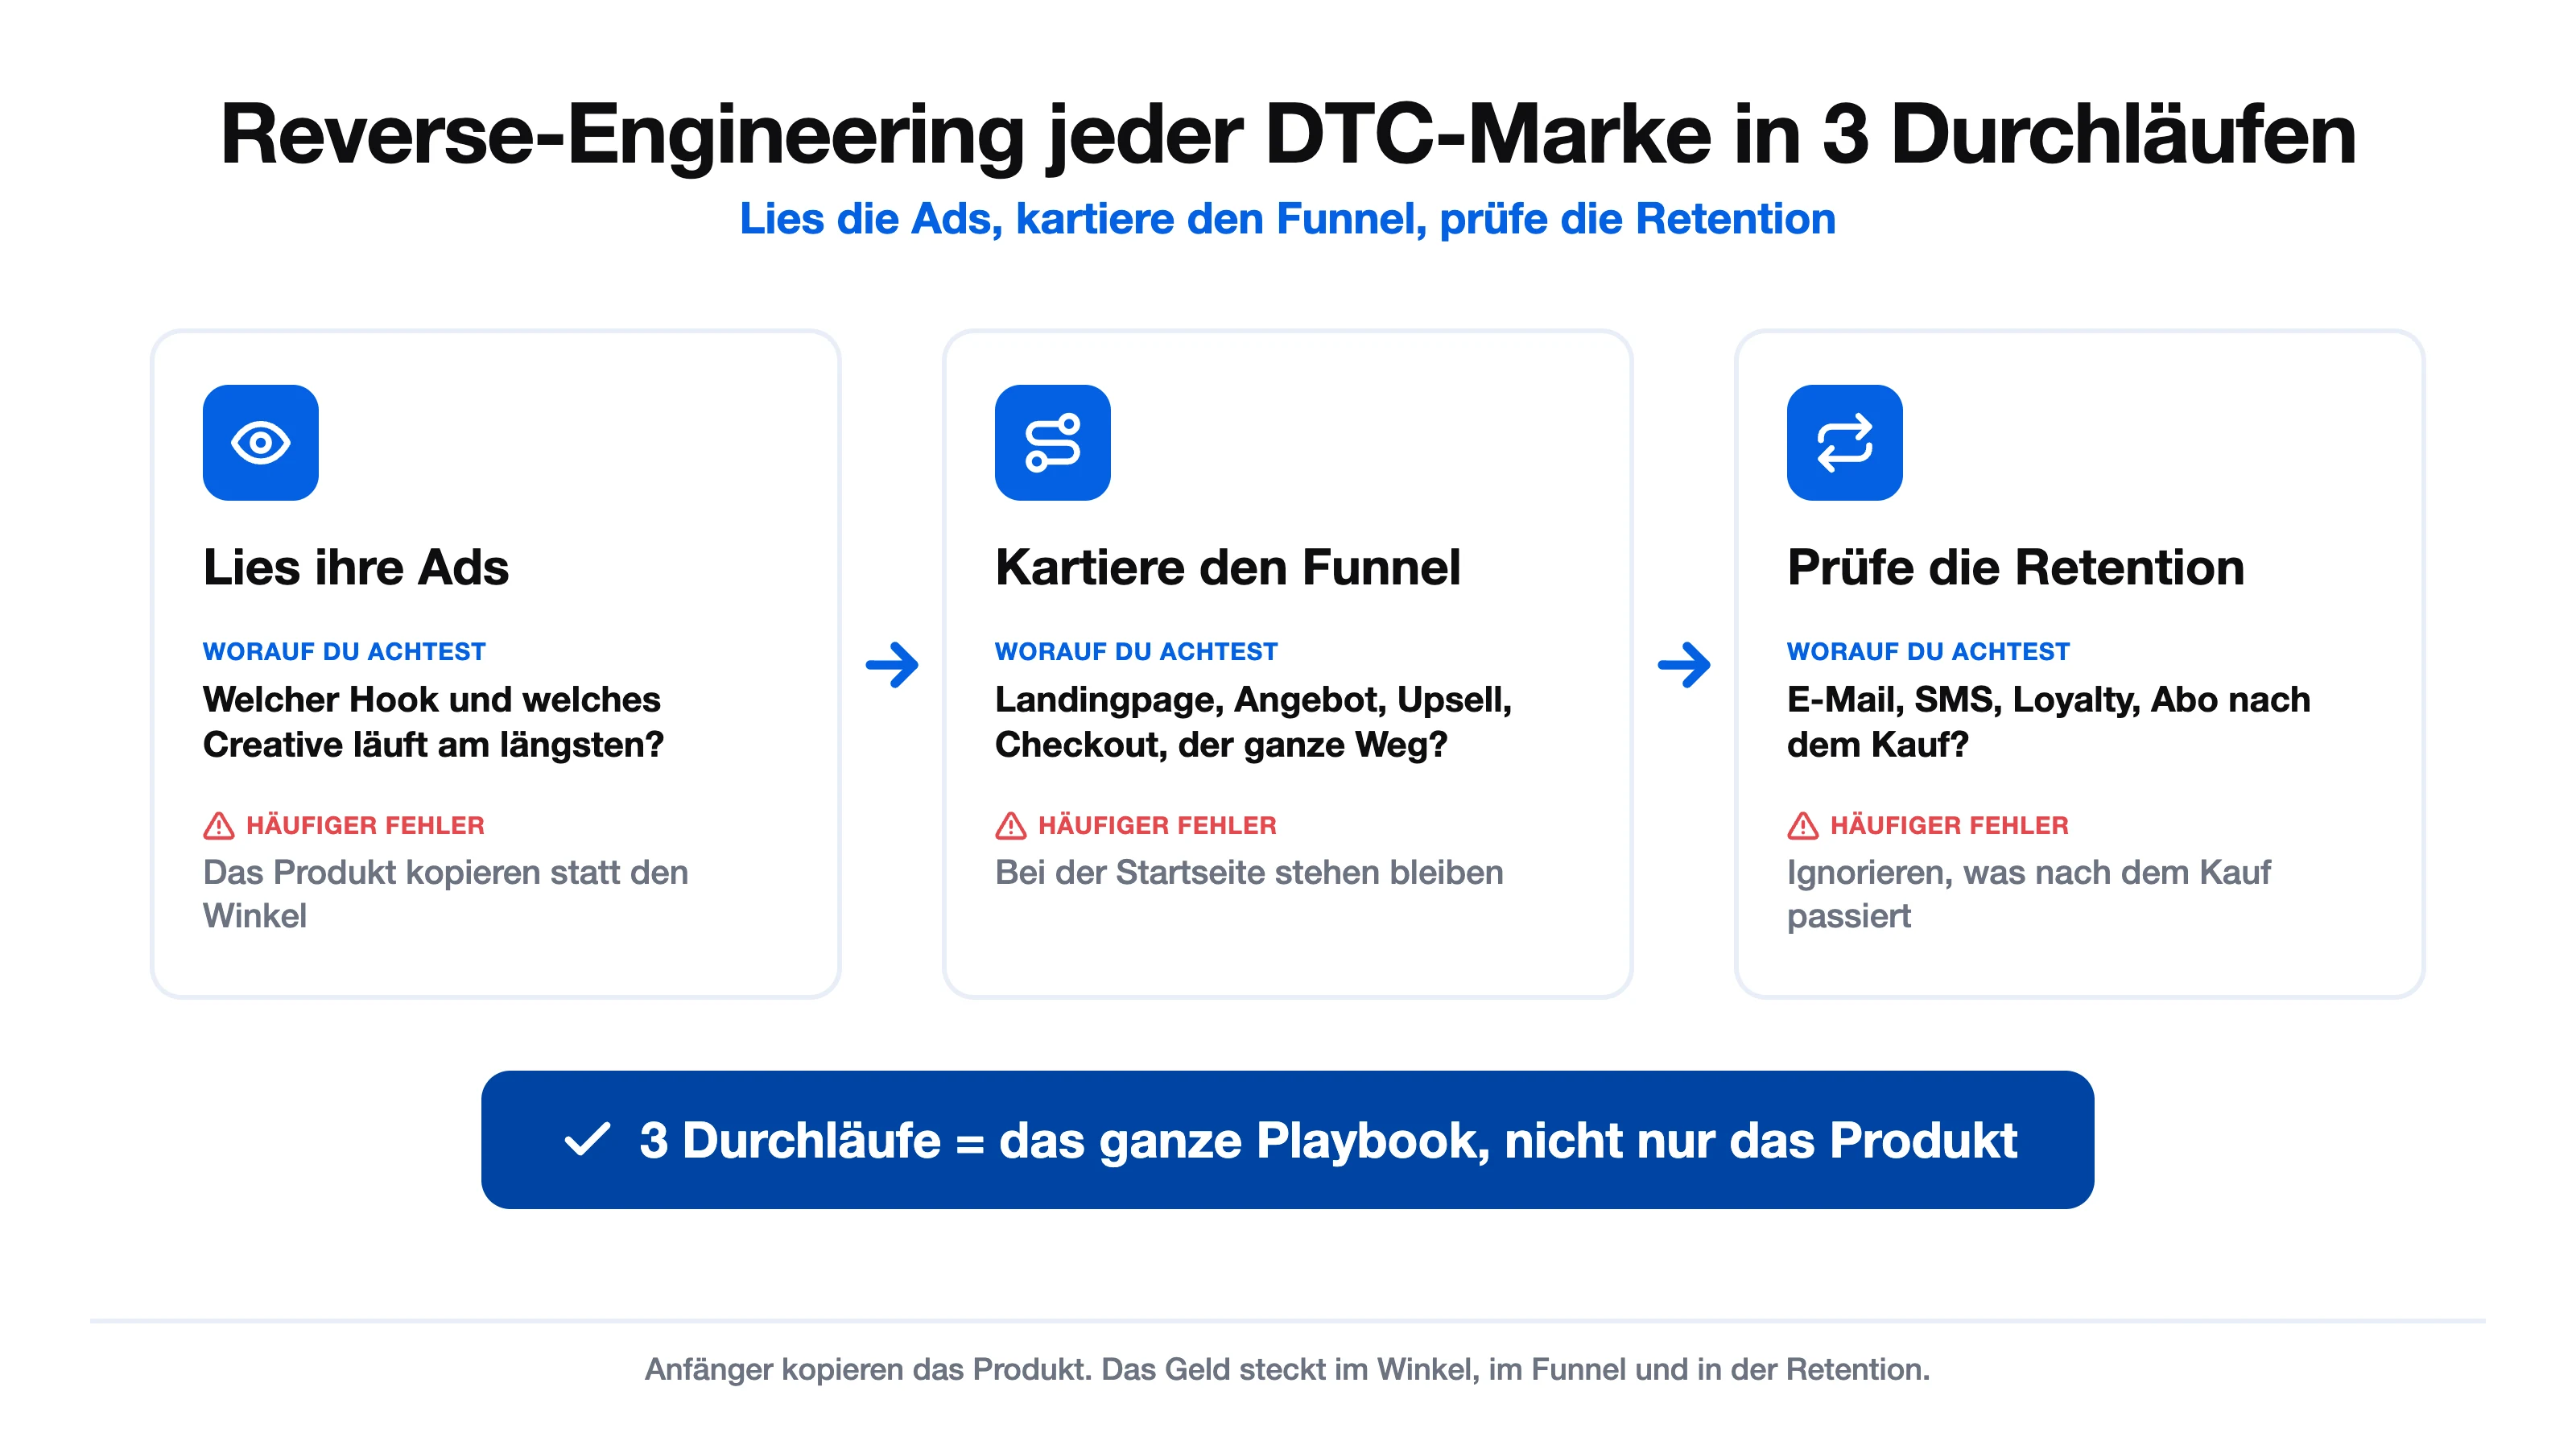 Reverse-Engineering jeder DTC-Marke in 3 Durchläufen
Lies die Ads, kartiere den Funnel, prüfe die Retention
Lies ihre Ads
WORAUF DU ACHTEST
Welcher Hook und welches
Creative läuft am längsten?
HÄUFIGER FEHLER
Das Produkt kopieren statt den
Winkel
Kartiere den Funnel
WORAUF DU ACHTEST
Landingpage, Angebot, Upsell,
Checkout, der ganze Weg?
HÄUFIGER FEHLER
Bei der Startseite stehen bleiben
Prüfe die Retention
WORAUF DU ACHTEST
E-Mail, SMS, Loyalty, Abo nach
dem Kauf?
HÄUFIGER FEHLER
Ignorieren, was nach dem Kauf
passiert
3 Durchläufe = das ganze Playbook, nicht nur das Produkt
Anfänger kopieren das Produkt. Das Geld steckt im Winkel, im Funnel und in der Retention.